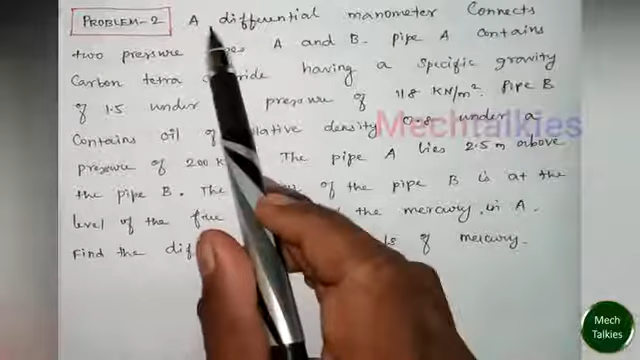 PROBLEM-2 A differential manometer Connects
two pressure A and B. pipe A contains
Carbon tetra having a specific gravity
of 1.5 under pressure of 118 KN/m². Pipe B
Contains oil of density 0.8 under a
pressure of 200 The pipe A lies 2.5 m above
the pipe B. The of the pipe B is at the
level of the the mercury in A.
Find the of mercury.
Mechtalkies
Mech
Talkies